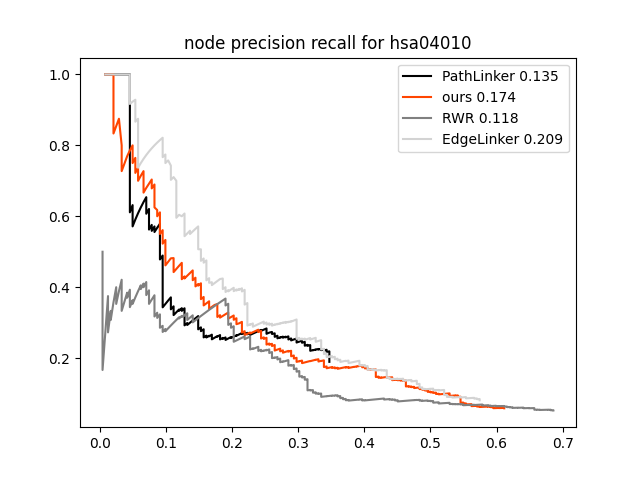 node precision recall for hsa04010
PathLinker 0.135
ours 0.174
RWR 0.118
EdgeLinker 0.209
1.0
0.8
0.6
0.4
0.2
0.0 0.1 0.2 0.3 0.4 0.5 0.6 0.7